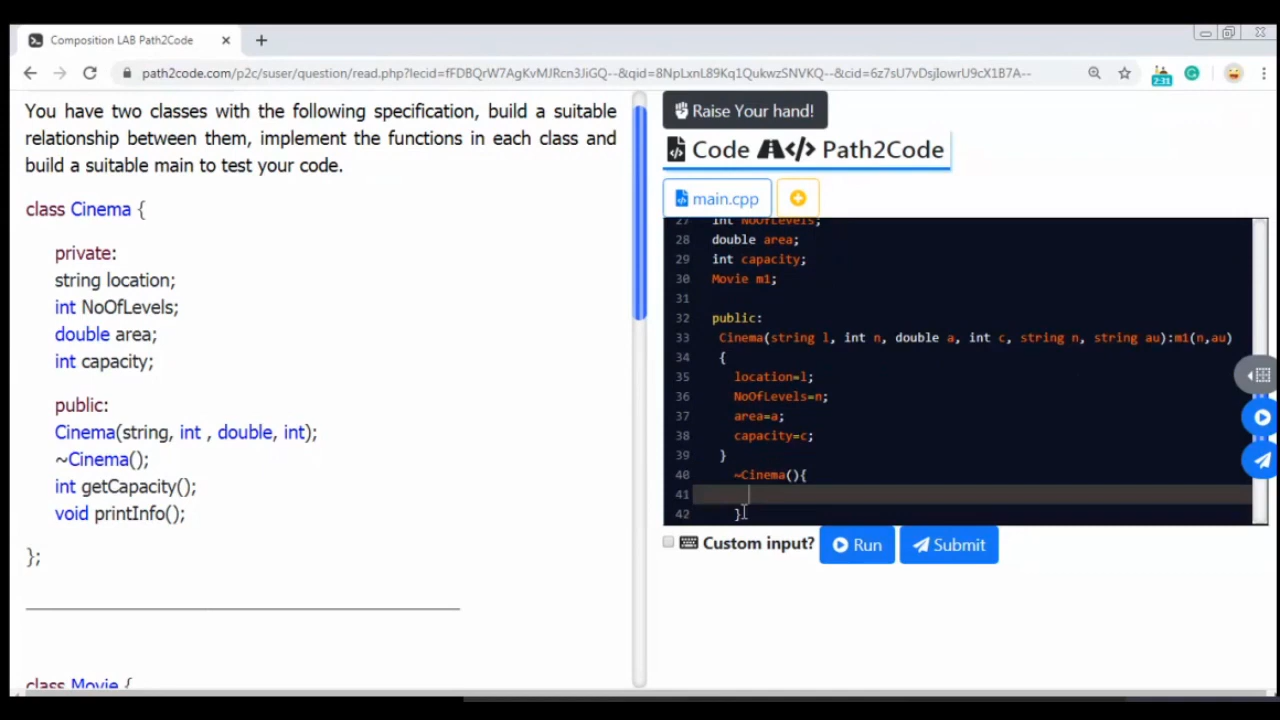 Composition LAB Path2Code
path2code.com/p2c/suser/question/read.php?lecid=fFDBQrW7AgKvMJRcn3JiGQ--&qid=8NpLxnL89Kq1QukwzSNVKQ--&cid=6z7sU7vDsjIowrU9cX1B7A--
2:31
You have two classes with the following specification, build a suitable
relationship between them, implement the functions in each class and
build a suitable main to test your code.
class Cinema {
private:
string location;
int NoOfLevels;
double area;
int capacity;
public:
Cinema(string, int , double, int);
~Cinema();
int getCapacity();
void printInfo();
};
class Movie {
Raise Your hand!
Code Path2Code
main.cpp
27 int NoOfLevels;
28 double area;
29 int capacity;
30 Movie m1;
31
32 public:
33 Cinema(string l, int n, double a, int c, string n, string au):m1(n,au)
34 {
35 location=l;
36 NoOfLevels=n;
37 area=a;
38 capacity=c;
39 }
40 ~Cinema(){
41
42 }
Custom input? Run Submit